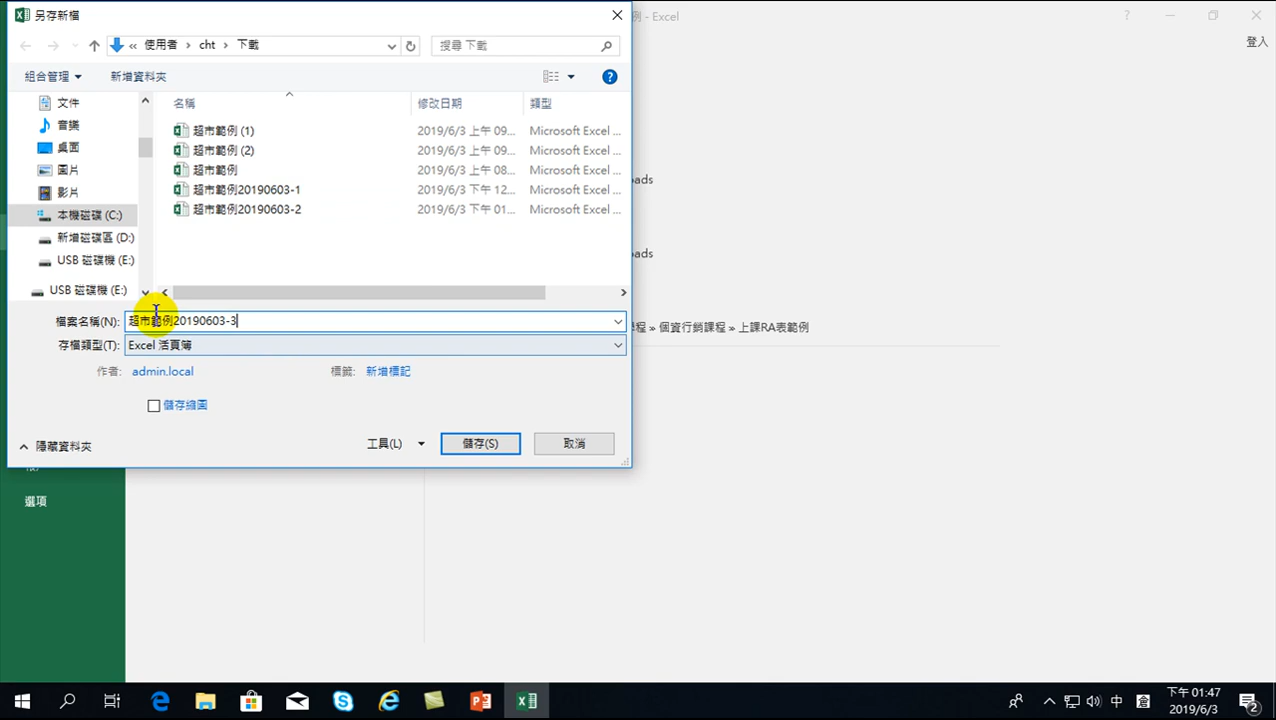 另存新檔
例 - Excel
登入
« 使用者 › cht › 下載
搜尋 下載
組合管理
新增資料夾
文件
音樂
桌面
圖片
影片
本機磁碟 (C:)
新增磁碟區 (D:)
USB 磁碟機 (E:)
USB 磁碟機 (E:)
名稱 修改日期 類型
超市範例 (1) 2019/6/3 上午 09... Microsoft Excel ...
超市範例 (2) 2019/6/3 上午 09... Microsoft Excel ...
超市範例 2019/6/3 上午 08... Microsoft Excel ...
超市範例20190603-1 2019/6/3 下午 12... Microsoft Excel ...
超市範例20190603-2 2019/6/3 下午 01... Microsoft Excel ...
oads
oads
程 » 個資行銷課程 » 上課RA表範例
檔案名稱(N): 超市範例20190603-3
存檔類型(T): Excel 活頁簿
作者: admin.local
標籤: 新增標記
儲存縮圖
隱藏資料夾
工具(L)
儲存(S)
取消
選項
中
下午 01:47
2019/6/3
2